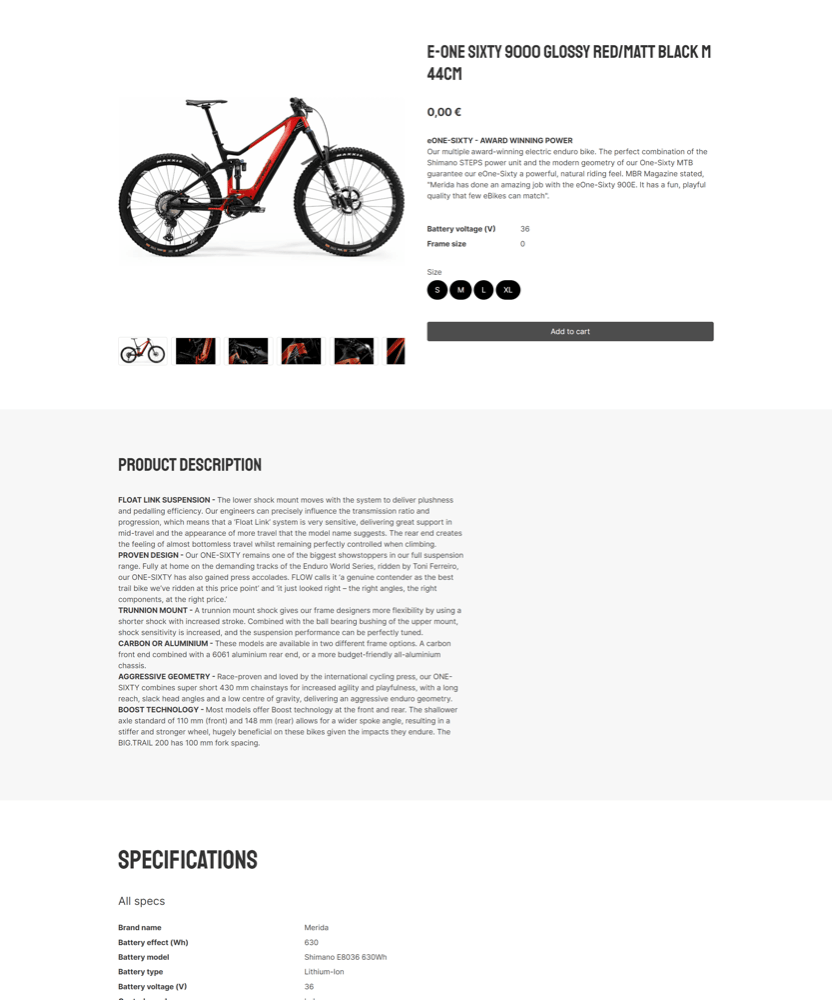 E-ONE SIXTY 9000 GLOSSY RED/MATT BLACK M
44CM
0,00 €
eONE-SIXTY - AWARD WINNING POWER
Our multiple award-winning electric enduro bike. The perfect combination of the
Shimano STEPS power unit and the modern geometry of our One-Sixty MTB
guarantee our eOne-Sixty a powerful, natural riding feel. MBR Magazine stated,
"Merida has done an amazing job with the eOne-Sixty 900E. It has a fun, playful
quality that few eBikes can match".
Battery voltage (V) 36
Frame size 0
Size
S M L XL
Add to cart
PRODUCT DESCRIPTION
FLOAT LINK SUSPENSION - The lower shock mount moves with the system to deliver plushness
and pedalling efficiency. Our engineers can precisely influence the transmission ratio and
progression, which means that a 'Float Link' system is very sensitive, delivering great support in
mid-travel and the appearance of more travel that the model name suggests. The rear end creates
the feeling of almost bottomless travel whilst remaining perfectly controlled when climbing.
PROVEN DESIGN - Our ONE-SIXTY remains one of the biggest showstoppers in our full suspension
range. Fully at home on the demanding tracks of the Enduro World Series, ridden by Toni Ferreiro,
our ONE-SIXTY has also gained press accolades. FLOW calls it 'a genuine contender as the best
trail bike we've ridden at this price point' and 'it just looked right – the right angles, the right
components, at the right price.'
TRUNNION MOUNT - A trunnion mount shock gives our frame designers more flexibility by using a
shorter shock with increased stroke. Combined with the ball bearing bushing of the upper mount,
shock sensitivity is increased, and the suspension performance can be perfectly tuned.
CARBON OR ALUMINIUM - These models are available in two different frame options. A carbon
front end combined with a 6061 aluminium rear end, or a more budget-friendly all-aluminium
chassis.
AGGRESSIVE GEOMETRY - Race-proven and loved by the international cycling press, our ONE-
SIXTY combines super short 430 mm chainstays for increased agility and playfulness, with a long
reach, slack head angles and a low centre of gravity, delivering an aggressive enduro geometry.
BOOST TECHNOLOGY - Most models offer Boost technology at the front and rear. The shallower
axle standard of 110 mm (front) and 148 mm (rear) allows for a wider spoke angle, resulting in a
stiffer and stronger wheel, hugely beneficial on these bikes given the impacts they endure. The
BIG.TRAIL 200 has 100 mm fork spacing.
SPECIFICATIONS
All specs
Brand name Merida
Battery effect (Wh) 630
Battery model Shimano E8036 630Wh
Battery type Lithium-Ion
Battery voltage (V) 36